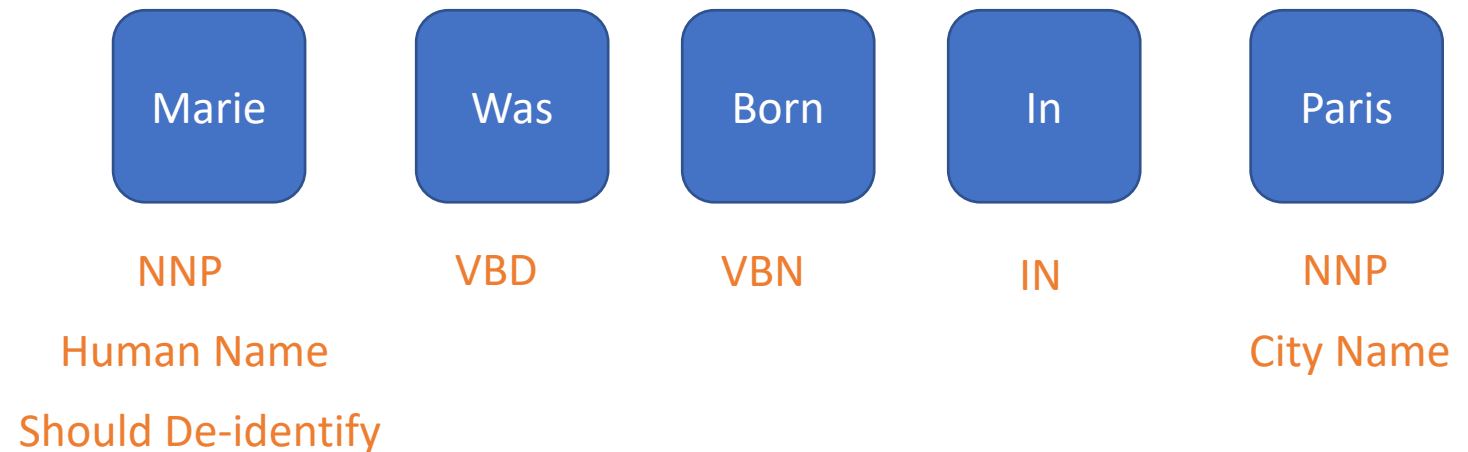 Marie Was Born In Paris
NNP VBD VBN IN NNP
Human Name City Name
Should De-identify